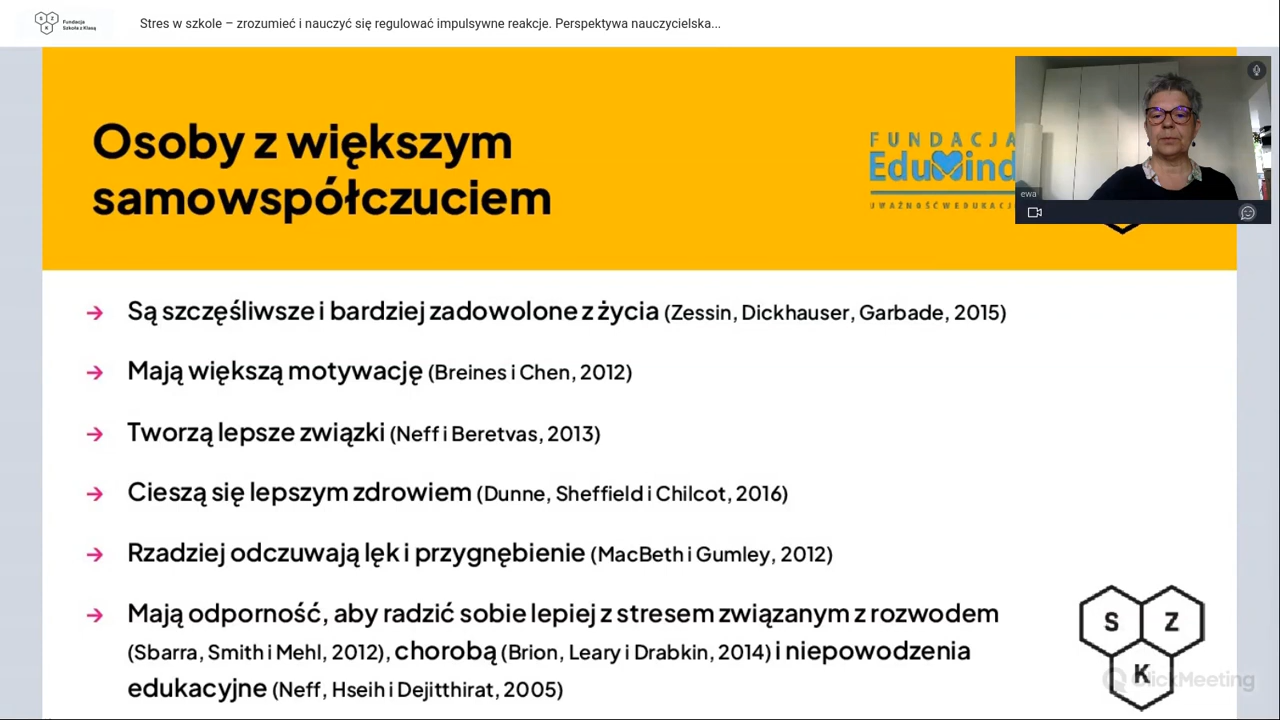 Fundacja
Szkoła z Klasą
Stres w szkole – zrozumieć i nauczyć się regulować impulsywne reakcje. Perspektywa nauczycielska...
Osoby z większym
samowspółczuciem
FUNDACJA
EduMind
UWAŻNOŚĆ W EDUKACJ
ewa
→ Są szczęśliwsze i bardziej zadowolone z życia (Zessin, Dickhauser, Garbade, 2015)
→ Mają większą motywację (Breines i Chen, 2012)
→ Tworzą lepsze związki (Neff i Beretvas, 2013)
→ Cieszą się lepszym zdrowiem (Dunne, Sheffield i Chilcot, 2016)
→ Rzadziej odczuwają lęk i przygnębienie (MacBeth i Gumley, 2012)
→ Mają odporność, aby radzić sobie lepiej z stresem związanym z rozwodem
(Sbarra, Smith i Mehl, 2012), chorobą (Brion, Leary i Drabkin, 2014) i niepowodzenia
edukacyjne (Neff, Hseih i Dejitthirat, 2005)
S Z
K
ClickMeeting